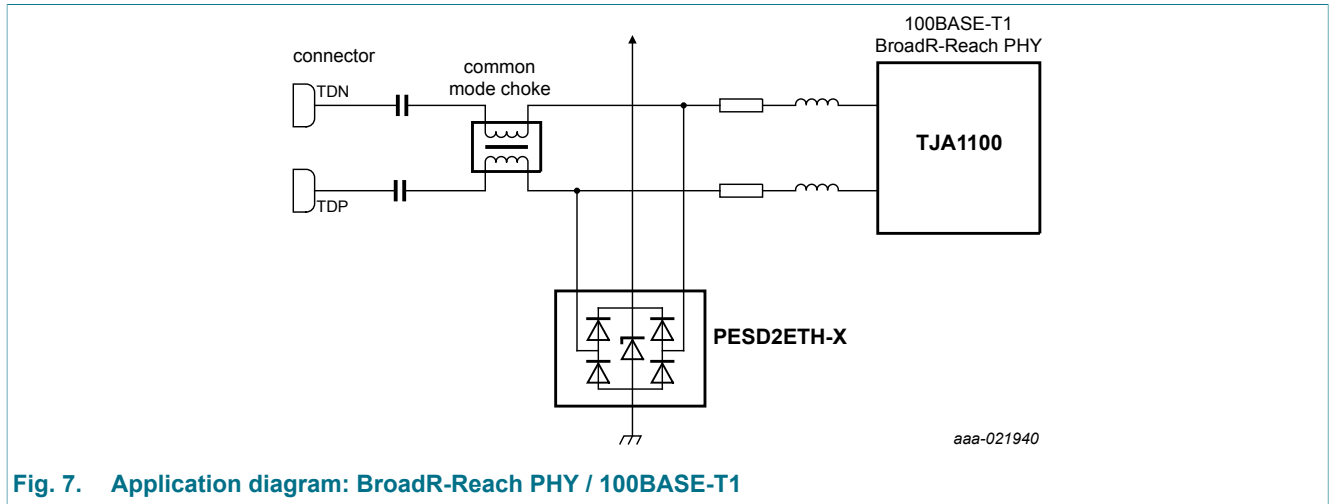 100BASE-T1
BroadR-Reach PHY
connector
common
mode choke
TDN
TJA1100
TDP
PESD2ETH-X
aaa-021940
Fig. 7. Application diagram: BroadR-Reach PHY / 100BASE-T1